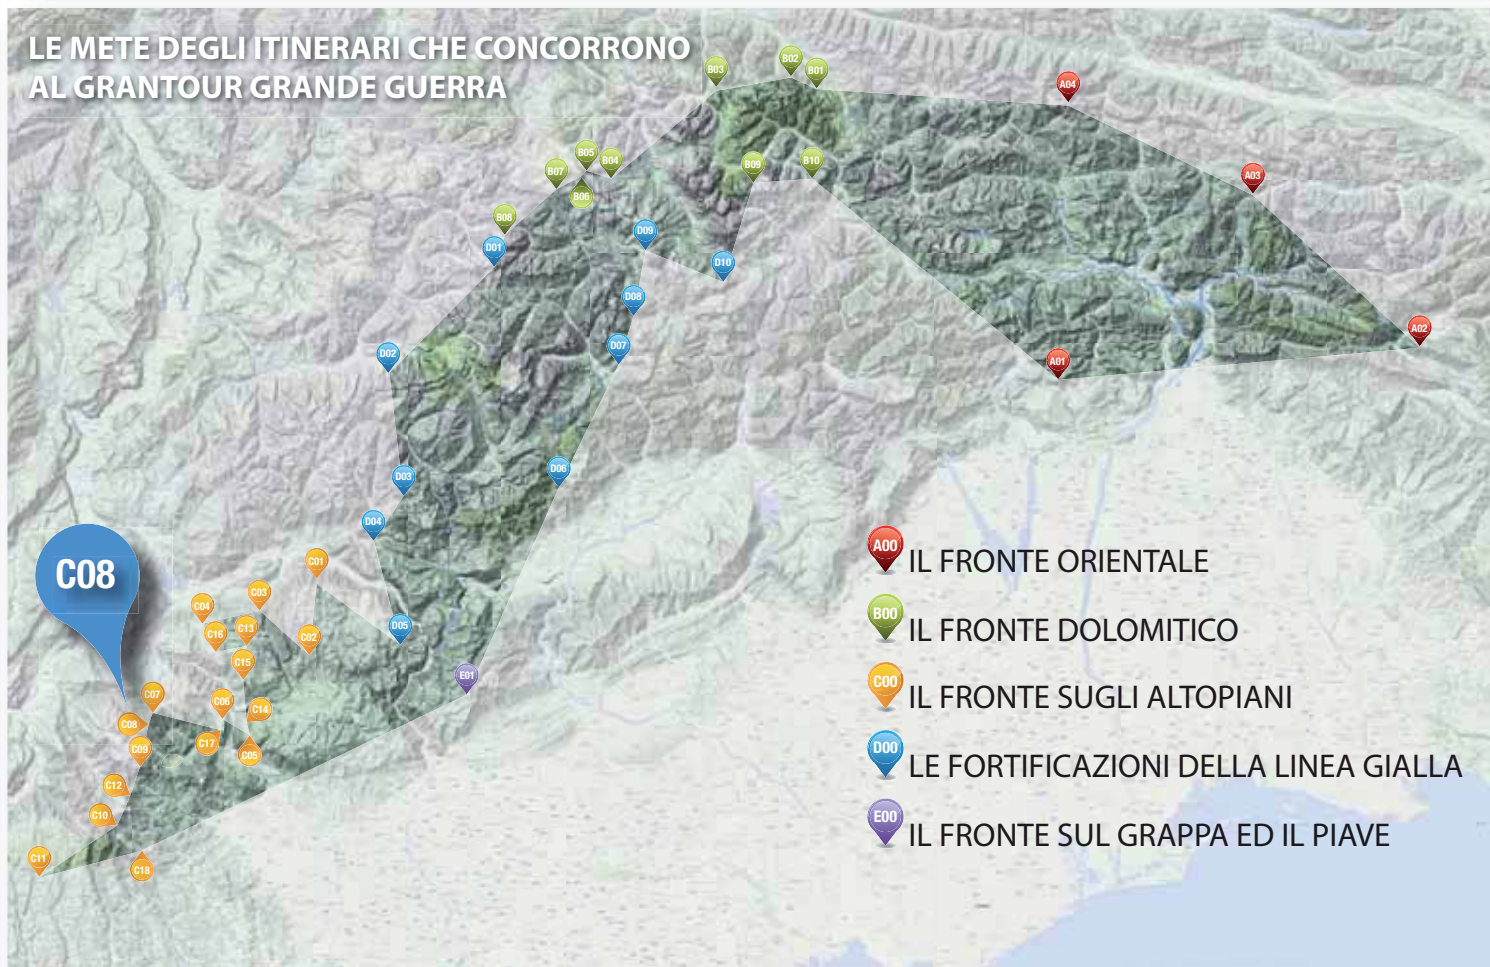 LE METE DEGLI ITINERARI CHE CONCORRONO
AL GRANTOUR GRANDE GUERRA
B03
B02
B01
A04
B05
B04
B07
B06
B09
B10
A03
B08
D01
D09
D10
D08
D07
A02
A01
D02
D03
D06
D04
C08
C01
C03
C04
C16
C13
C02
D05
C15
E01
C07
C06
C14
C08
C17
C09
C05
C12
C10
C11
C18
A00 IL FRONTE ORIENTALE
B00 IL FRONTE DOLOMITICO
C00 IL FRONTE SUGLI ALTOPIANI
D00 LE FORTIFICAZIONI DELLA LINEA GIALLA
E00 IL FRONTE SUL GRAPPA ED IL PIAVE